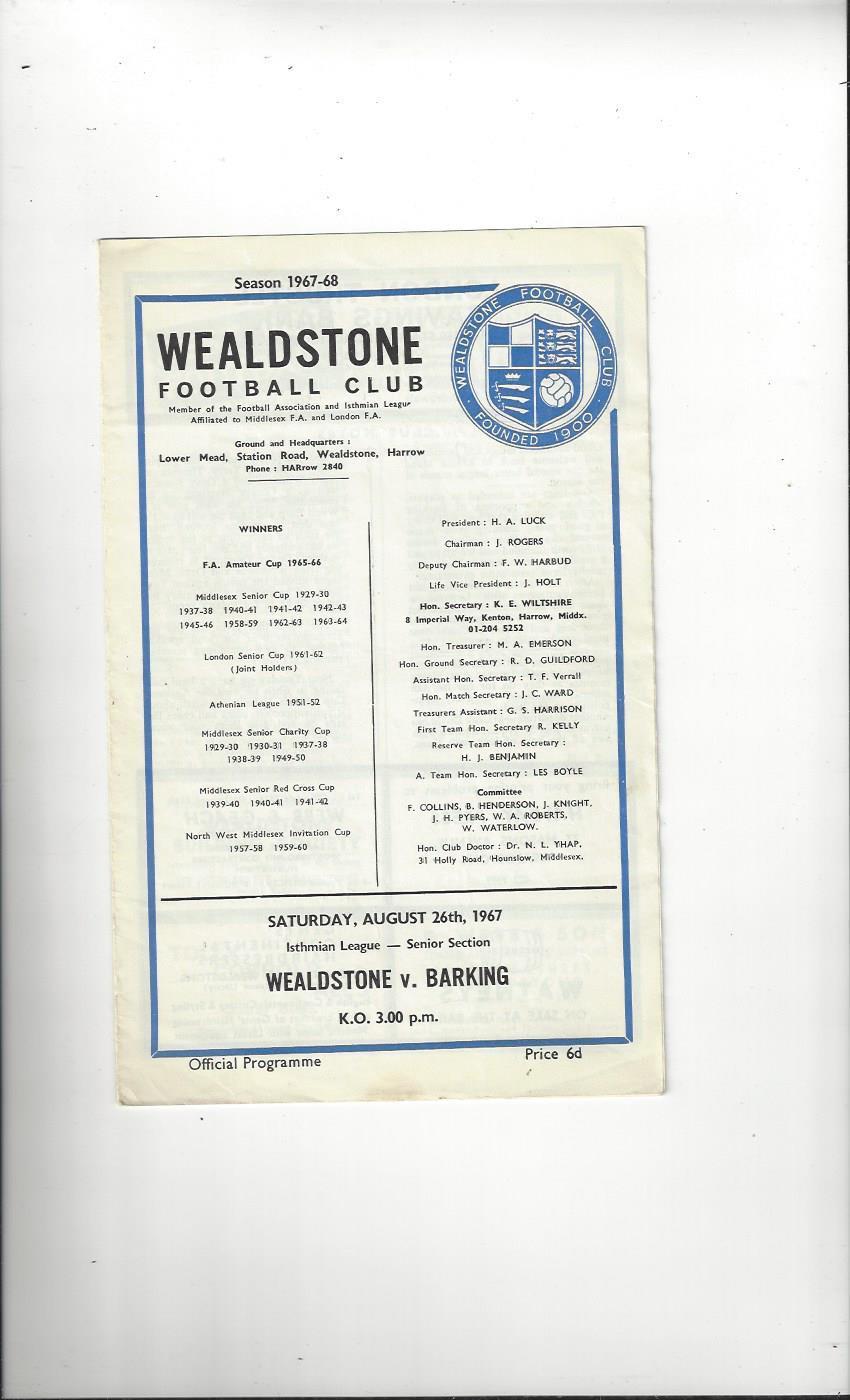 Season 1967-68
WEALDSTONE
FOOTBALL CLUB
Member of the Football Association and Isthmian League
Affiliated to Middlesex F.A. and London F.A.
Ground and Headquarters :
Lower Mead, Station Road, Wealdstone, Harrow
Phone : HARrow 2840
WEALDSTONE FOOTBALL CLUB
FOUNDED 1900
WINNERS
F.A. Amateur Cup 1965-66
Middlesex Senior Cup 1929-30
1937-38 1940-41 1941-42 1942-43
1945-46 1958-59 1962-63 1963-64
London Senior Cup 1961-62
(Joint Holders)
Athenian League 1951-52
Middlesex Senior Charity Cup
1929-30 1930-31 1937-38
1938-39 1949-50
Middlesex Senior Red Cross Cup
1939-40 1940-41 1941-42
North West Middlesex Invitation Cup
1957-58 1959-60
President : H. A. LUCK
Chairman : J. ROGERS
Deputy Chairman : F. W. HARBUD
Life Vice President : J. HOLT
Hon. Secretary : K. E. WILTSHIRE
8 Imperial Way, Kenton, Harrow, Middx.
01-204 5252
Hon. Treasurer : M. A. EMERSON
Hon. Ground Secretary : R. D. GUILDFORD
Assistant Hon. Secretary : T. F. Verrall
Hon. Match Secretary : J. C. WARD
Treasurers Assistant : G. S. HARRISON
First Team Hon. Secretary R. KELLY
Reserve Team Hon. Secretary :
H. J. BENJAMIN
A. Team Hon. Secretary : LES BOYLE
Committee
F. COLLINS, B. HENDERSON, J. KNIGHT,
J. H. PYERS, W. A. ROBERTS,
W. WATERLOW.
Hon. Club Doctor : Dr. N. L. YHAP,
31 Holly Road, Hounslow, Middlesex.
SATURDAY, AUGUST 26th, 1967
Isthmian League — Senior Section
WEALDSTONE v. BARKING
K.O. 3.00 p.m.
Official Programme
Price 6d